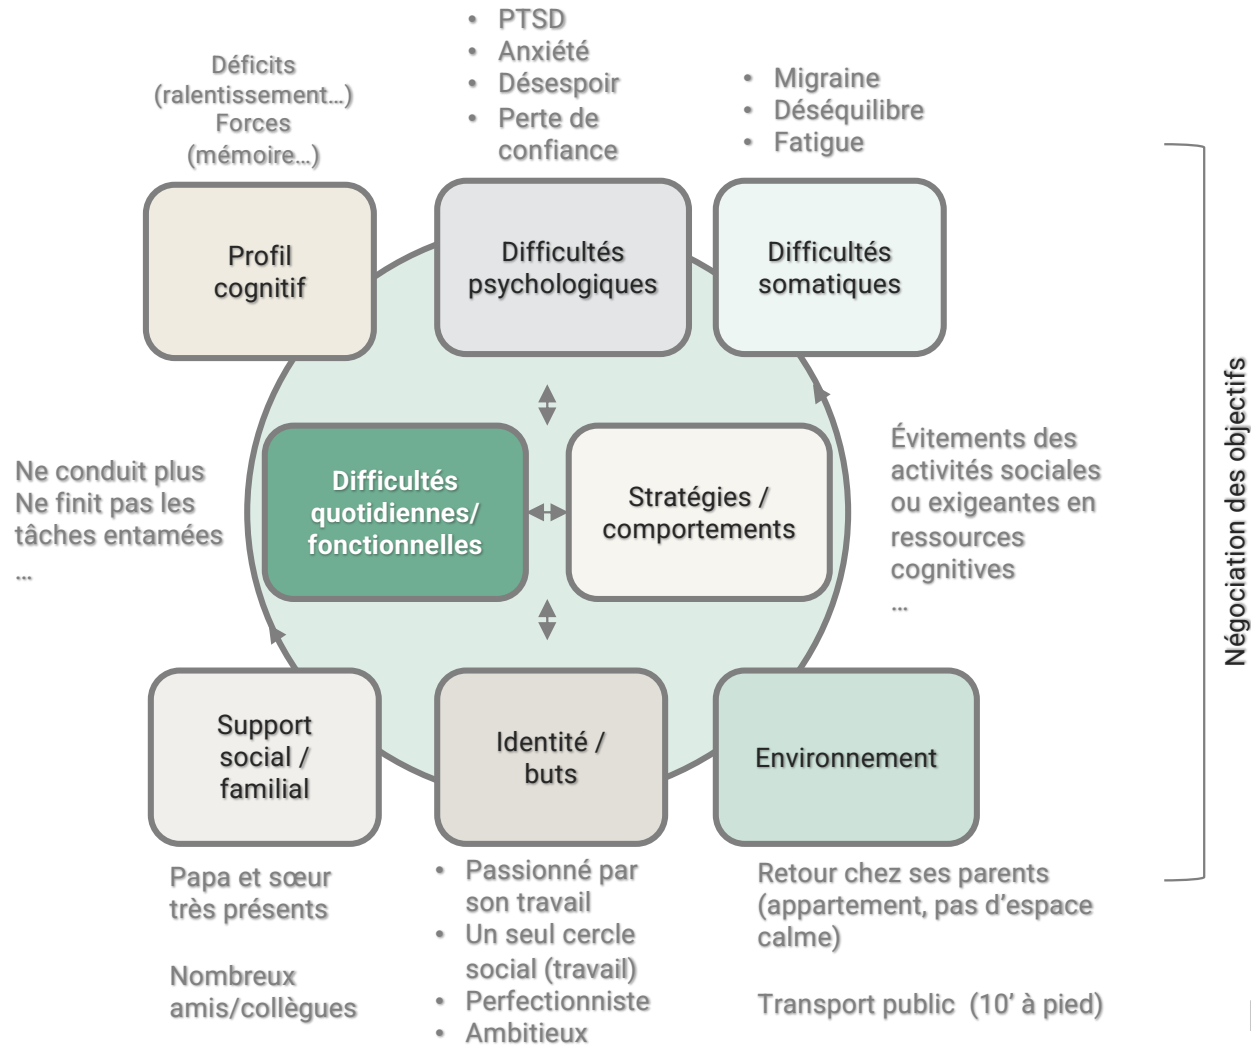 Déficits
(ralentissement…)
Forces
(mémoire…)
• PTSD
• Anxiété
• Désespoir
• Perte de
confiance
• Migraine
• Déséquilibre
• Fatigue
Profil
cognitif
Difficultés
psychologiques
Difficultés
somatiques
Ne conduit plus
Ne finit pas les
tâches entamées
…
Difficultés
quotidiennes/
fonctionnelles
Stratégies /
comportements
Évitements des
activités sociales
ou exigeantes en
ressources
cognitives
…
Négociation des objectifs
Support
social /
familial
Identité /
buts
Environnement
Papa et sœur
très présents
Nombreux
amis/collègues
• Passionné par
son travail
• Un seul cercle
social (travail)
• Perfectionniste
• Ambitieux
Retour chez ses parents
(appartement, pas d’espace
calme)
Transport public (10’ à pied)